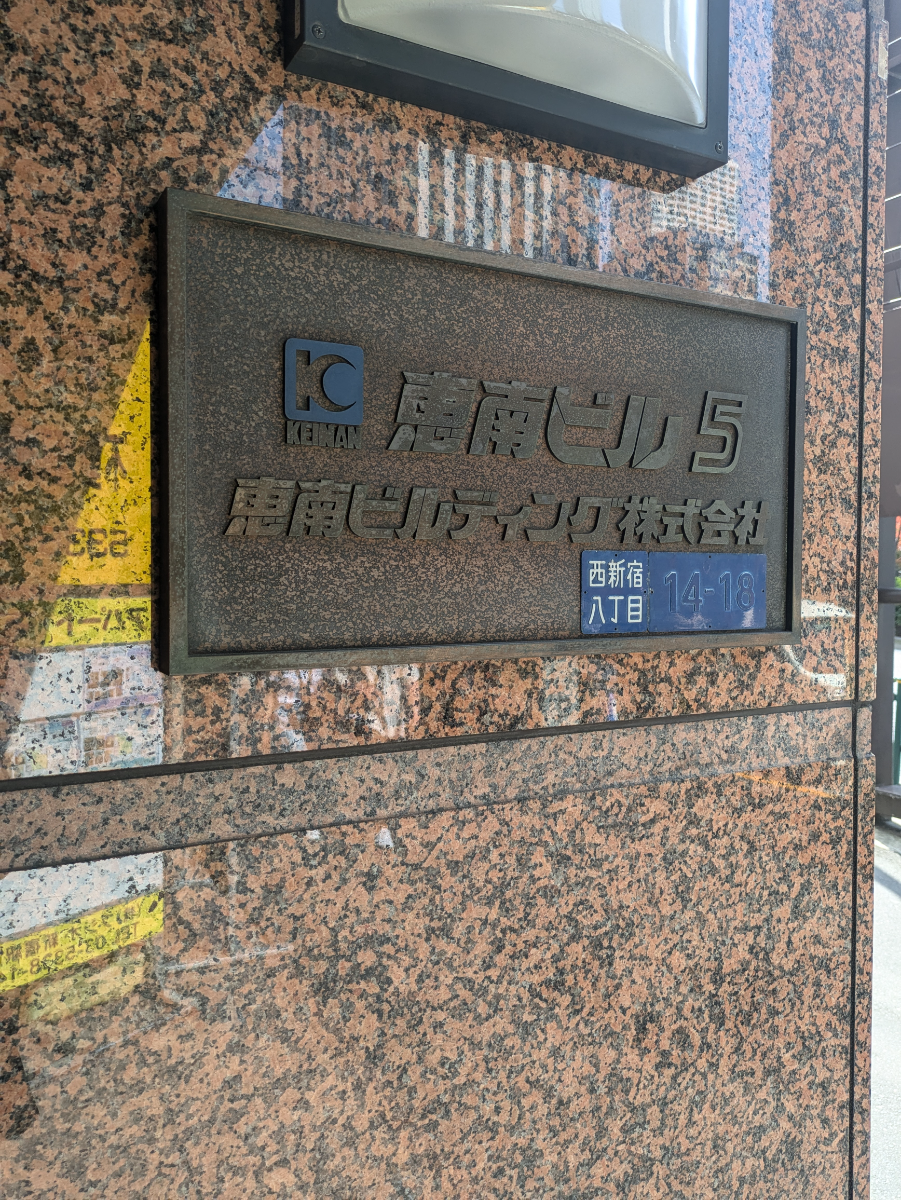 KEINAN
恵南ビル5
恵南ビルディング株式会社
西新宿
八丁目
14-18